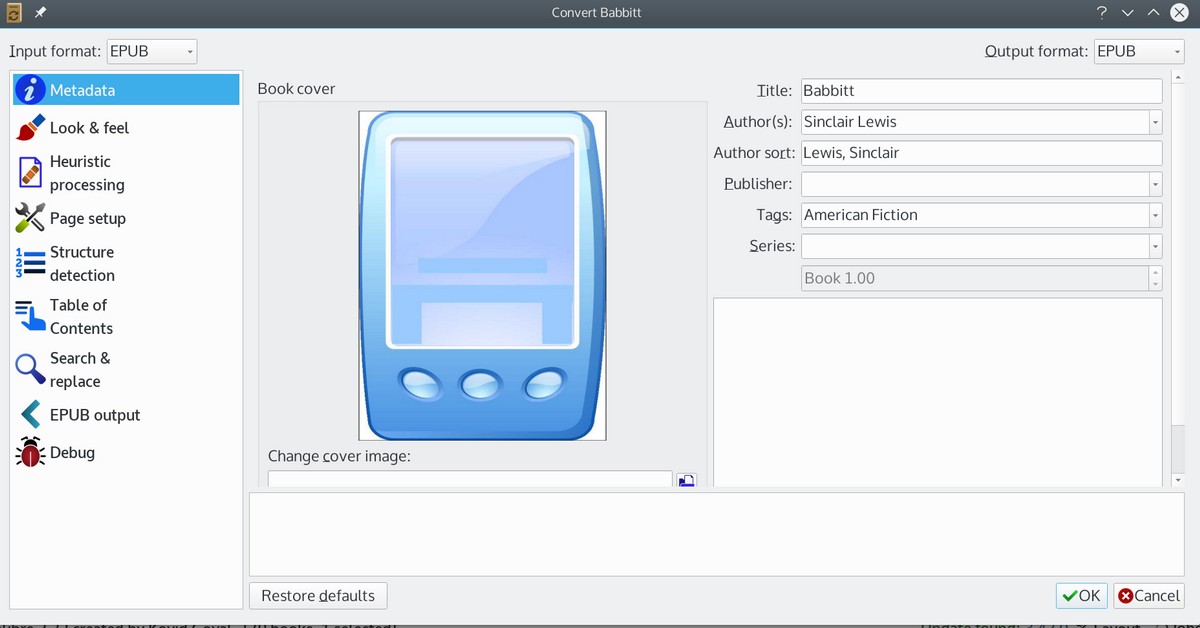 Convert Babbitt
Input format: EPUB
Output format: EPUB
Metadata
Look & feel
Heuristic
processing
Page setup
Structure
detection
Table of
Contents
Search &
replace
EPUB output
Debug
Book cover
Change cover image:
Title: Babbitt
Author(s): Sinclair Lewis
Author sort: Lewis, Sinclair
Publisher:
Tags: American Fiction
Series:
Book 1.00
Restore defaults
OK
Cancel